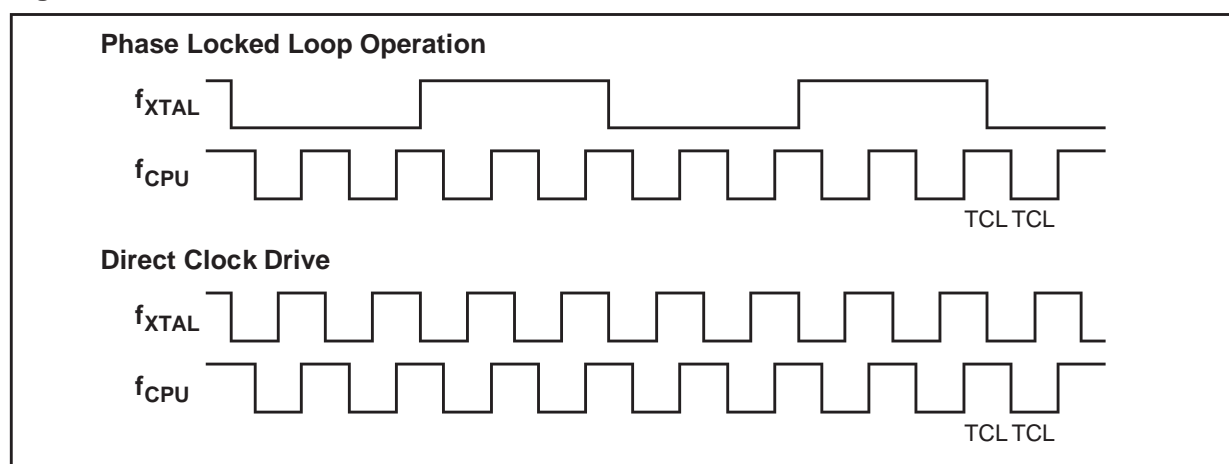 Phase Locked Loop Operation
fXTAL
fCPU
TCL TCL
Direct Clock Drive
fXTAL
fCPU
TCL TCL